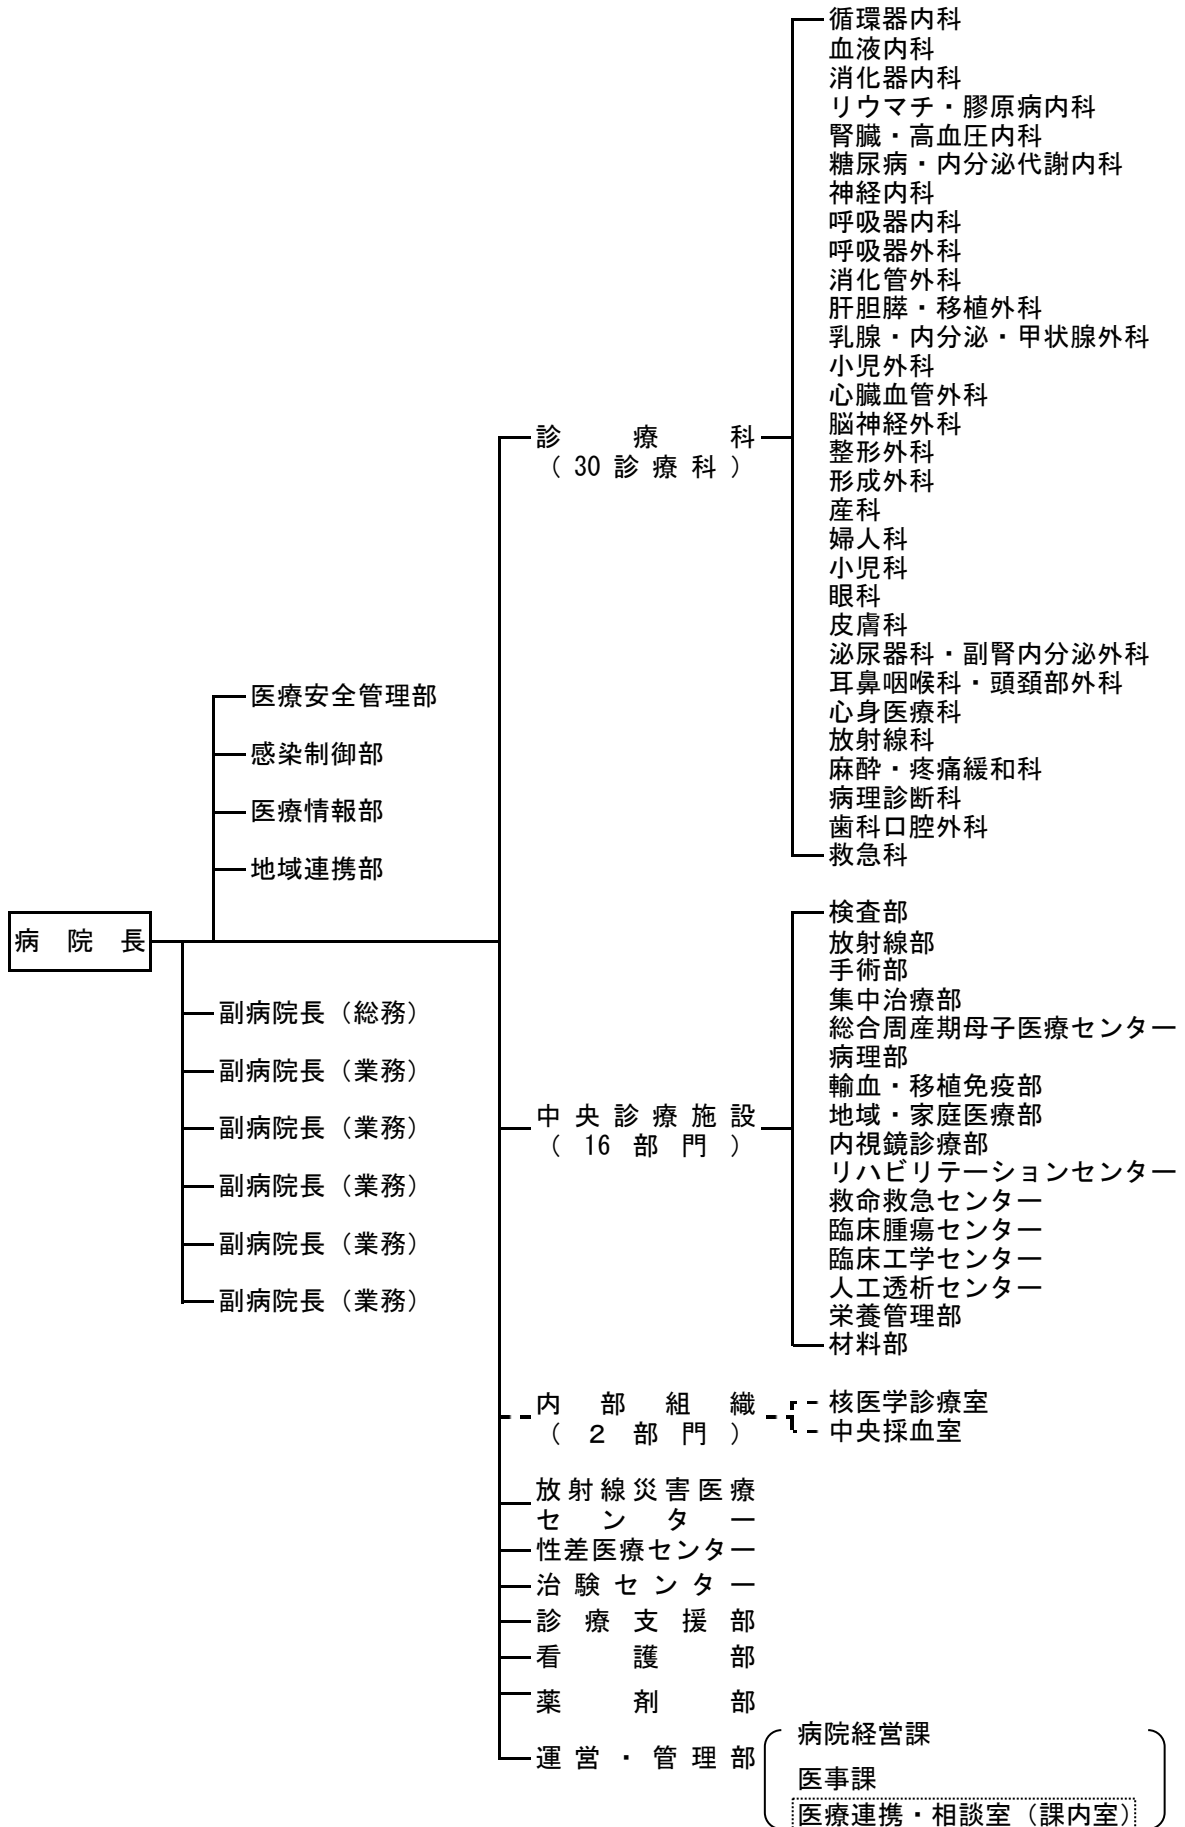 病院長
医療安全管理部
感染制御部
医療情報部
地域連携部
副病院長（総務）
副病院長（業務）
副病院長（業務）
副病院長（業務）
副病院長（業務）
副病院長（業務）
診療科
（30診療科）
循環器内科
血液内科
消化器内科
リウマチ・膠原病内科
腎臓・高血圧内科
糖尿病・内分泌代謝内科
神経内科
呼吸器内科
呼吸器外科
消化管外科
肝胆膵・移植外科
乳腺・内分泌・甲状腺外科
小児外科
心臓血管外科
脳神経外科
整形外科
形成外科
産科
婦人科
小児科
眼科
皮膚科
泌尿器科・副腎内分泌外科
耳鼻咽喉科・頭頚部外科
心身医療科
放射線科
麻酔・疼痛緩和科
病理診断科
歯科口腔外科
救急科
中央診療施設
（16部門）
検査部
放射線部
手術部
集中治療部
総合周産期母子医療センター
病理部
輸血・移植免疫部
地域・家庭医療部
内視鏡診療部
リハビリテーションセンター
救命救急センター
臨床腫瘍センター
臨床工学センター
人工透析センター
栄養管理部
材料部
内部組織
（２部門）
核医学診療室
中央採血室
放射線災害医療
センター
性差医療センター
治験センター
診療支援部
看護部
薬剤部
運営・管理部
病院経営課
医事課
医療連携・相談室（課内室）